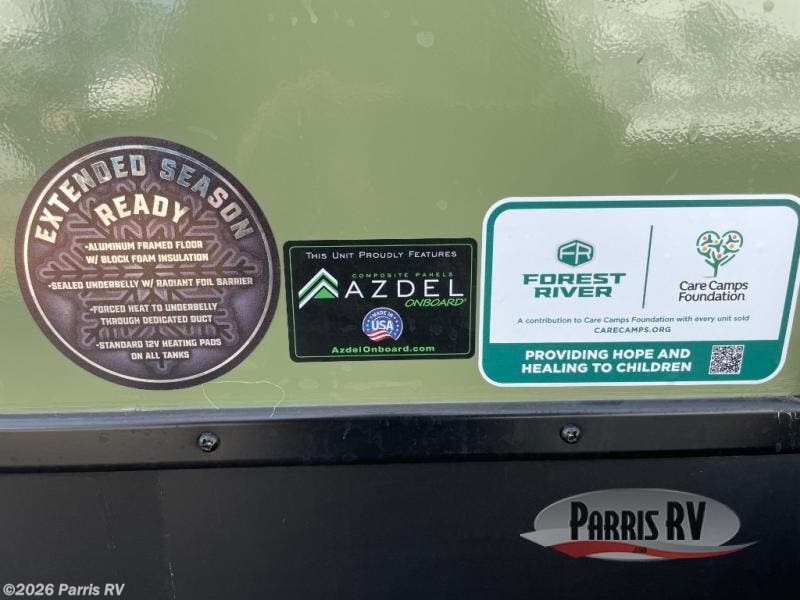 EXTENDED SEASON
READY
•ALUMINUM FRAMED FLOOR
W/ BLOCK FOAM INSULATION
•SEALED UNDERBELLY W/ RADIANT FOIL BARRIER
•FORCED HEAT TO UNDERBELLY
THROUGH DEDICATED DUCT
•STANDARD 12V HEATING PADS
ON ALL TANKS
THIS UNIT PROUDLY FEATURES
COMPOSITE PANELS
AZDEL
ONBOARD®
MADE IN
USA
AzdelOnboard.com
FR
FOREST
RIVER
Care Camps
Foundation
A contribution to Care Camps Foundation with every unit sold
CARECAMPS.ORG
PROVIDING HOPE AND
HEALING TO CHILDREN
PARRIS RV
.com
©2026 Parris RV